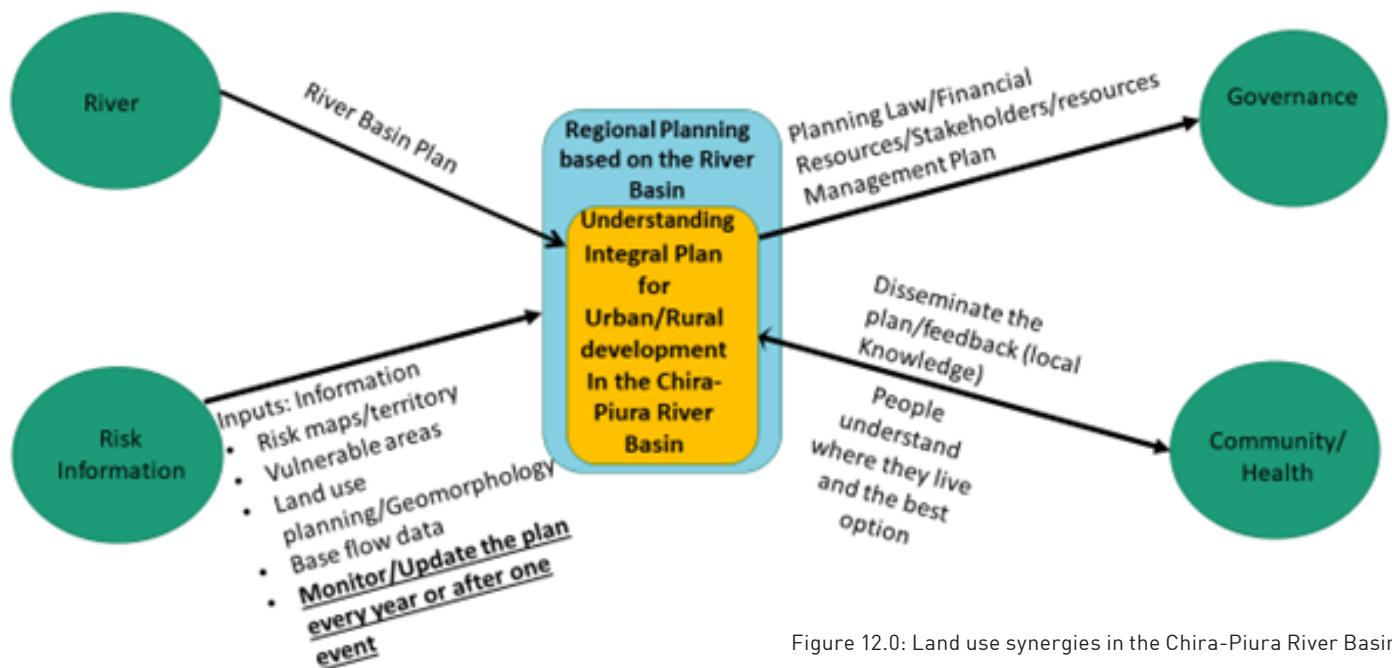 River
River Basin Plan
Regional Planning
based on the River
Basin
Understanding
Integral Plan
for
Urban/Rural
development
In the Chira-
Piura River
Basin
Planning Law/Financial
Resources/Stakeholders/resources
Management Plan
Governance
Risk
Information
Inputs: Information
• Risk maps/territory
• Vulnerable areas
• Land use
planning/Geomorphology
• Base flow data
• Monitor/Update the plan
every year or after one
event
Disseminate the
plan/feedback (local
Knowledge)
People
understand
where they live
and the best
option
Community/
Health
Figure 12.0: Land use synergies in the Chira-Piura River Basin